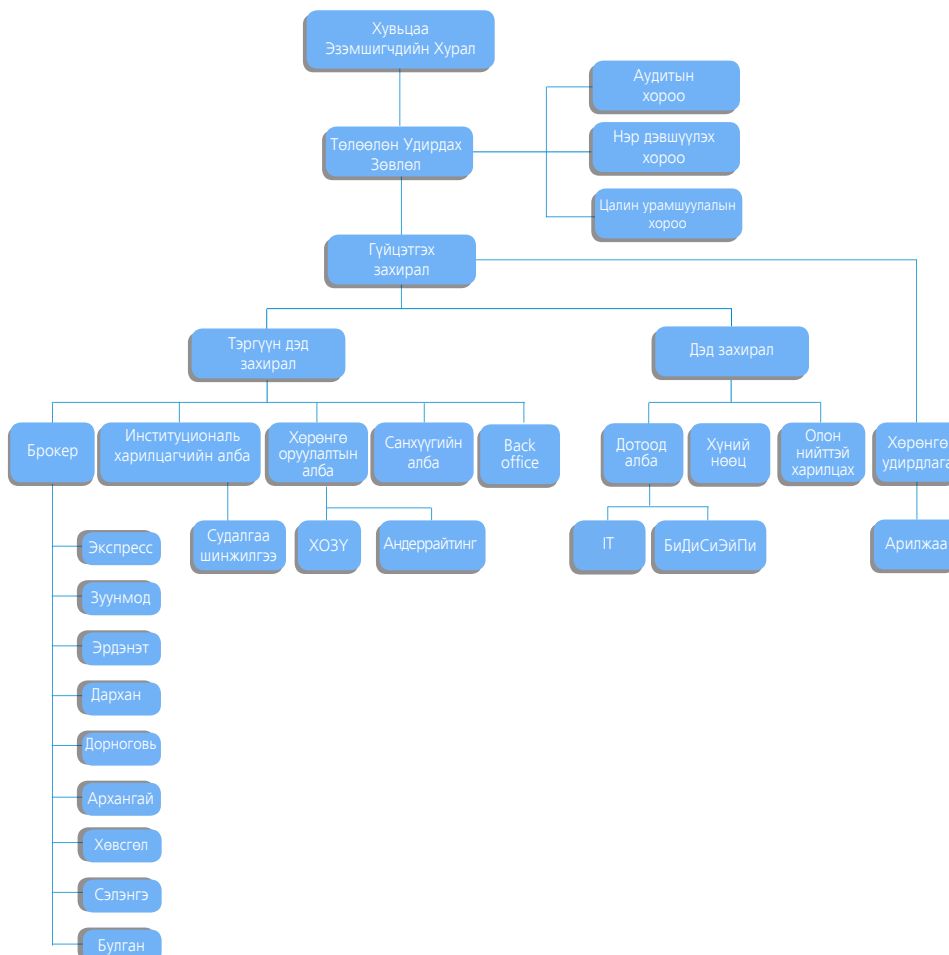 Хувьцаа
Эзэмшигчдийн Хурал
Аудитын
хороо
Төлөөлөн Удирдах
Зөвлөл
Нэр дэвшүүлэх
хороо
Цалин урамшуулалын
хороо
Гүйцэтгэх
захирал
Тэргүүн дэд
захирал
Дэд захирал
Брокер
Институциональ
харилцагчийн алба
Хөрөнгө
оруулалтын
алба
Санхүүгийн
алба
Back
office
Дотоод
алба
Хүний
нөөц
Олон
нийттэй
харилцах
Хөрөнгө
удирдлага
Судалгаа
шинжилгээ
ХОЗҮ
Андеррайтинг
IT
БиДиСиЭйПи
Арилжаа
Экспресс
Зуунмод
Эрдэнэт
Дархан
Дорноговь
Архангай
Хөвсгөл
Сэлэнгэ
Булган